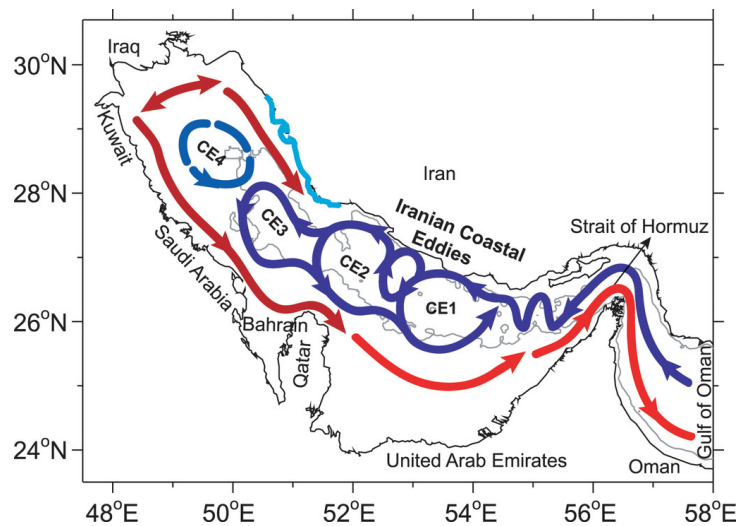 Iraq
30°N
Kuwait
CE4
28°N
Iran
CE3
Iranian Coastal
Eddies
Strait of Hormuz
Saudi Arabia
CE2
CE1
26°N
Bahrain
Qatar
Gulf of Oman
24°N
United Arab Emirates
Oman
48°E
50°E
52°E
54°E
56°E
58°E